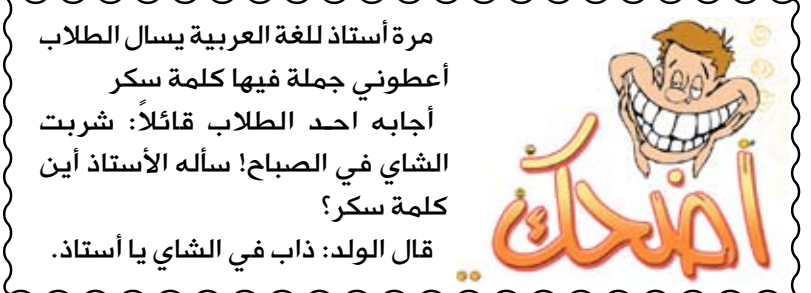 مرة أستاذ للغة العربية يسال الطلاب
أعطوني جملة فيها كلمة سكر
أجابه احد الطلاب قائلاً: شربت
الشاي في الصباح! سأله الأستاذ أين
كلمة سكر؟
قال الولد: ذاب في الشاي يا أستاذ.
أضحك..